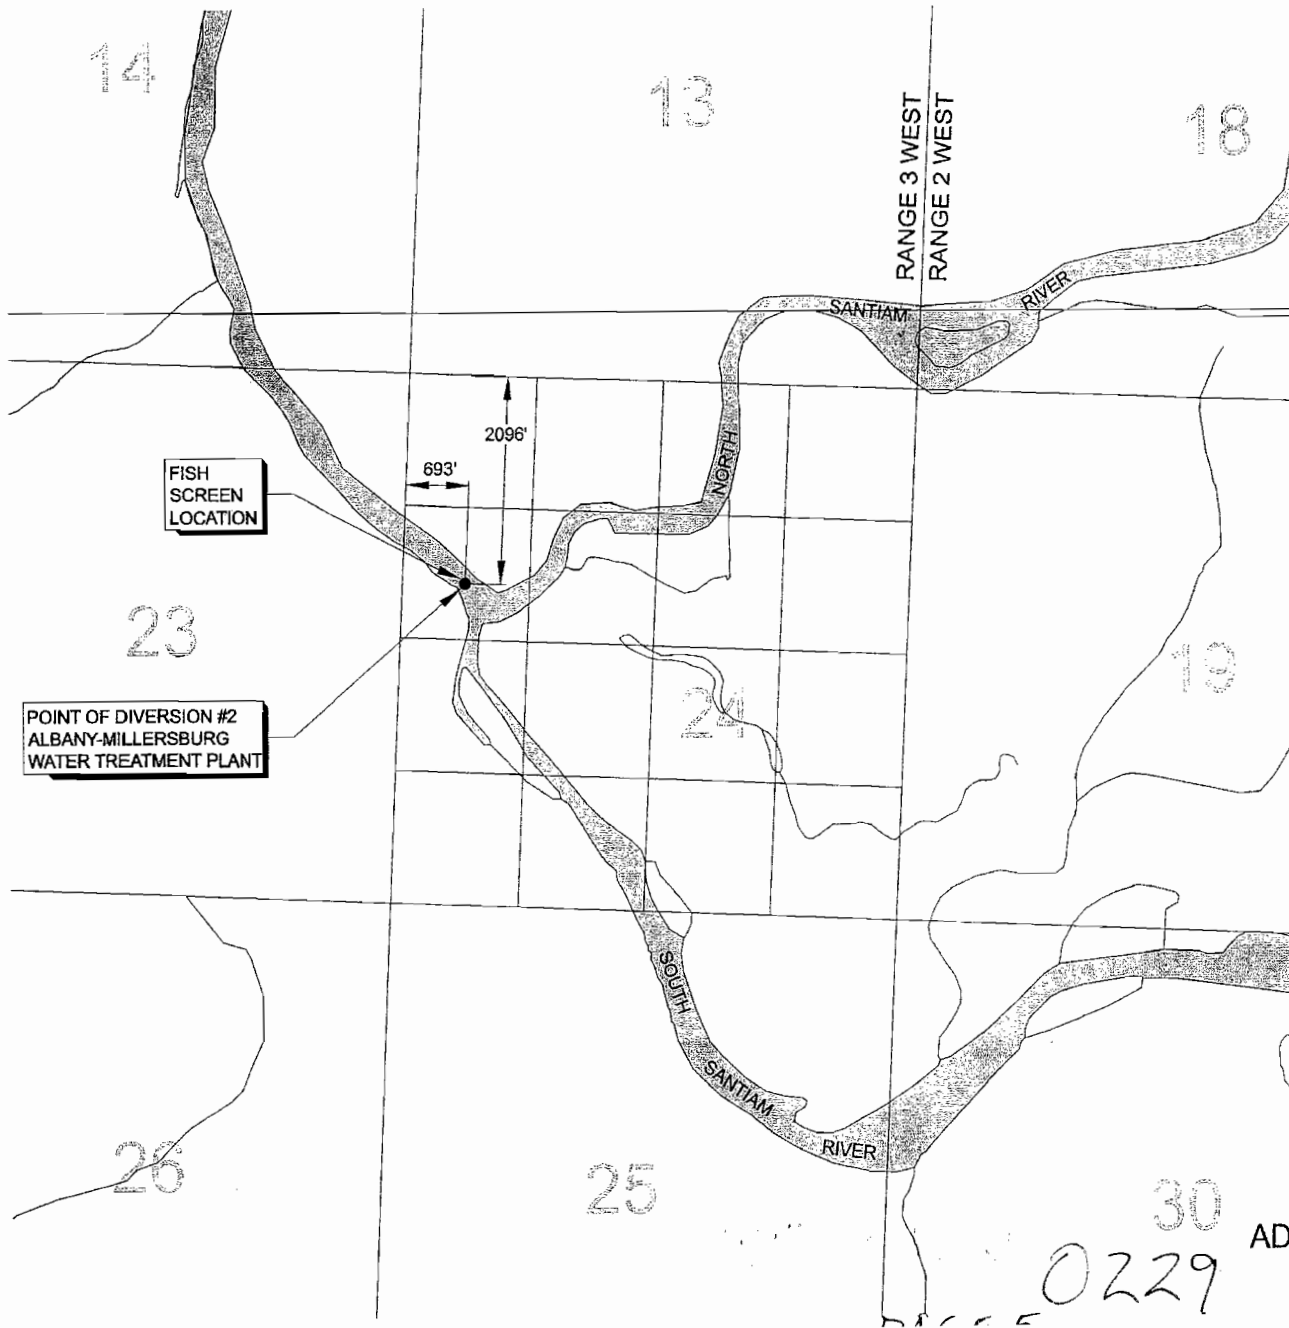 14
13
18
RANGE 3 WEST
RANGE 2 WEST
SANTIAM
RIVER
2096'
693'
NORTH
FISH
SCREEN
LOCATION
23
19
24
POINT OF DIVERSION #2
ALBANY-MILLERSBURG
WATER TREATMENT PLANT
SOUTH
SANTIAM
RIVER
26
25
30
AD
0229